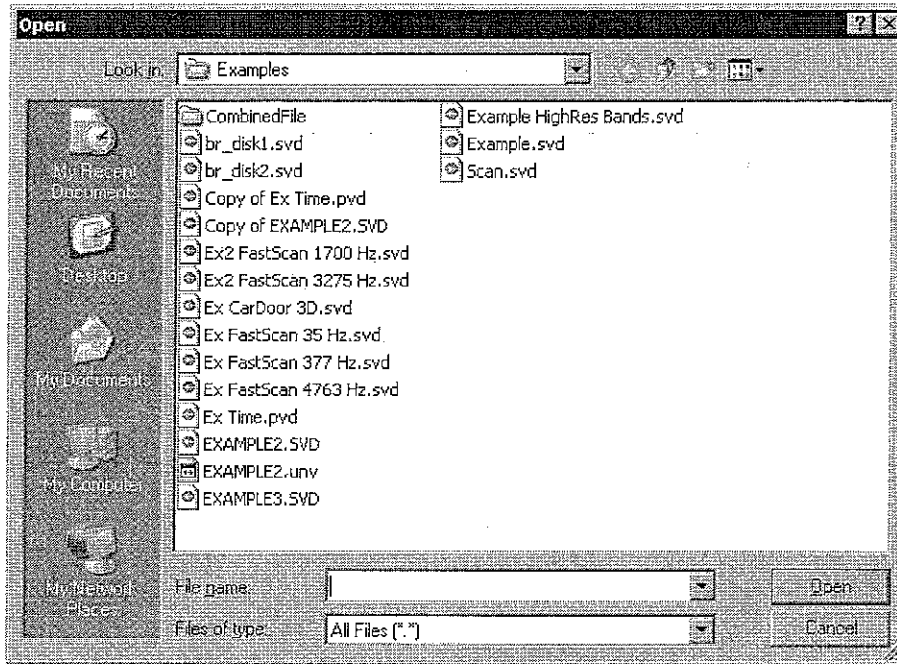 Open
Look in: Examples
My Recent
Documents
Desktop
My Documents
My Computer
My Network
Places
CombinedFile
br_disk1.svd
br_disk2.svd
Copy of Ex Time.pvd
Copy of EXAMPLE2.SVD
Ex2 FastScan 1700 Hz.svd
Ex2 FastScan 3275 Hz.svd
Ex CarDoor 3D.svd
Ex FastScan 35 Hz.svd
Ex FastScan 377 Hz.svd
Ex FastScan 4763 Hz.svd
Ex Time.pvd
EXAMPLE2.SVD
EXAMPLE2.unv
EXAMPLE3.SVD
Example HighRes Bands.svd
Example.svd
Scan.svd
File name:
Open
Files of type: All Files (*.*)
Cancel